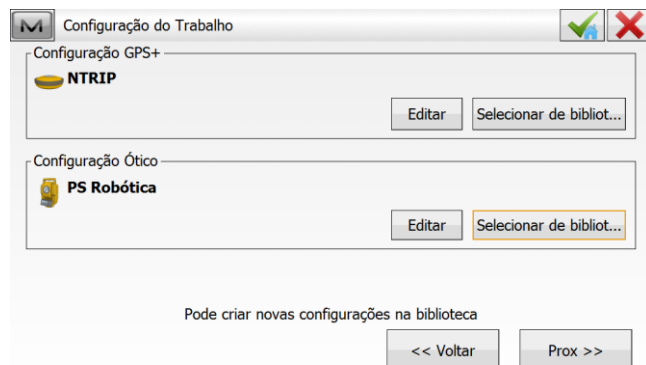 Configuração do Trabalho
Configuração GPS+
NTRIP
Editar
Selecionar de bibliot...
Configuração Ótico
PS Robótica
Editar
Selecionar de bibliot...
Pode criar novas configurações na biblioteca
<< Voltar
Prox >>